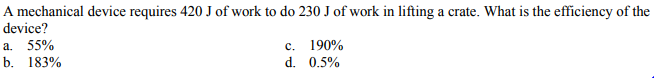 A mechanical device requires 420 J of work to do 230 J of work in lifting a crate. What is the efficiency of the
device?
a. 55% c. 190%
b. 183% d. 0.5%